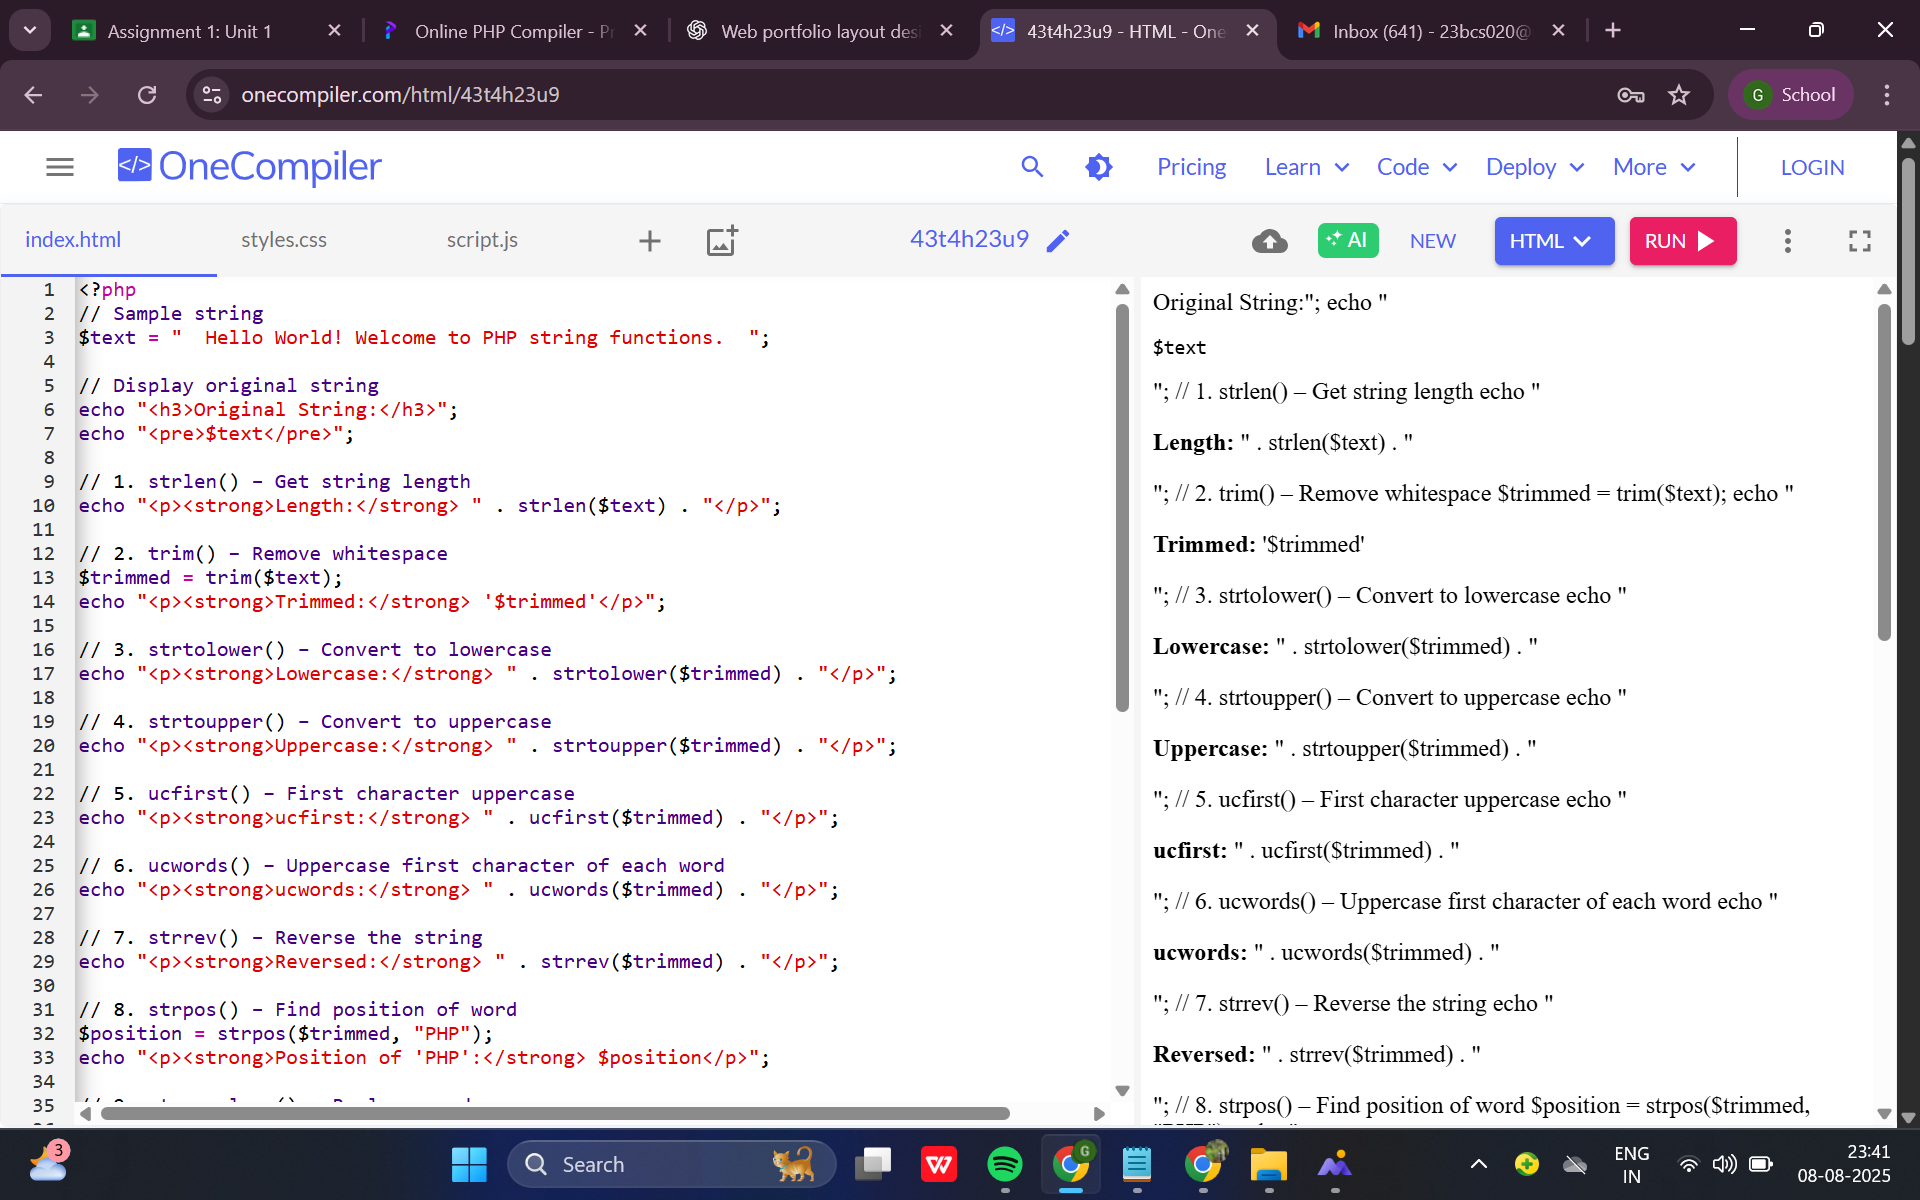 Assignment 1: Unit 1
Online PHP Compiler - Pr
Web portfolio layout desi
43t4h23u9 - HTML - One
Inbox (641) - 23bcs020@
onecompiler.com/html/43t4h23u9
G School
</> OneCompiler
Pricing
Learn
Code
Deploy
More
LOGIN
index.html
styles.css
script.js
43t4h23u9
AI
NEW
HTML
RUN
1 <?php
2 // Sample string
3 $text = "  Hello World! Welcome to PHP string functions.  ";
4
5 // Display original string
6 echo "<h3>Original String:</h3>";
7 echo "<pre>$text</pre>";
8
9 // 1. strlen() – Get string length
10 echo "<p><strong>Length:</strong> " . strlen($text) . "</p>";
11
12 // 2. trim() – Remove whitespace
13 $trimmed = trim($text);
14 echo "<p><strong>Trimmed:</strong> '$trimmed'</p>";
15
16 // 3. strtolower() – Convert to lowercase
17 echo "<p><strong>Lowercase:</strong> " . strtolower($trimmed) . "</p>";
18
19 // 4. strtoupper() – Convert to uppercase
20 echo "<p><strong>Uppercase:</strong> " . strtoupper($trimmed) . "</p>";
21
22 // 5. ucfirst() – First character uppercase
23 echo "<p><strong>ucfirst:</strong> " . ucfirst($trimmed) . "</p>";
24
25 // 6. ucwords() – Uppercase first character of each word
26 echo "<p><strong>ucwords:</strong> " . ucwords($trimmed) . "</p>";
27
28 // 7. strrev() – Reverse the string
29 echo "<p><strong>Reversed:</strong> " . strrev($trimmed) . "</p>";
30
31 // 8. strpos() – Find position of word
32 $position = strpos($trimmed, "PHP");
33 echo "<p><strong>Position of 'PHP':</strong> $position</p>";
34
35
Original String:"; echo "
$text
"; // 1. strlen() – Get string length echo "
Length: " . strlen($text) . "
"; // 2. trim() – Remove whitespace $trimmed = trim($text); echo "
Trimmed: '$trimmed'
"; // 3. strtolower() – Convert to lowercase echo "
Lowercase: " . strtolower($trimmed) . "
"; // 4. strtoupper() – Convert to uppercase echo "
Uppercase: " . strtoupper($trimmed) . "
"; // 5. ucfirst() – First character uppercase echo "
ucfirst: " . ucfirst($trimmed) . "
"; // 6. ucwords() – Uppercase first character of each word echo "
ucwords: " . ucwords($trimmed) . "
"; // 7. strrev() – Reverse the string echo "
Reversed: " . strrev($trimmed) . "
"; // 8. strpos() – Find position of word $position = strpos($trimmed,
3
Search
G
ENG
IN
23:41
08-08-2025